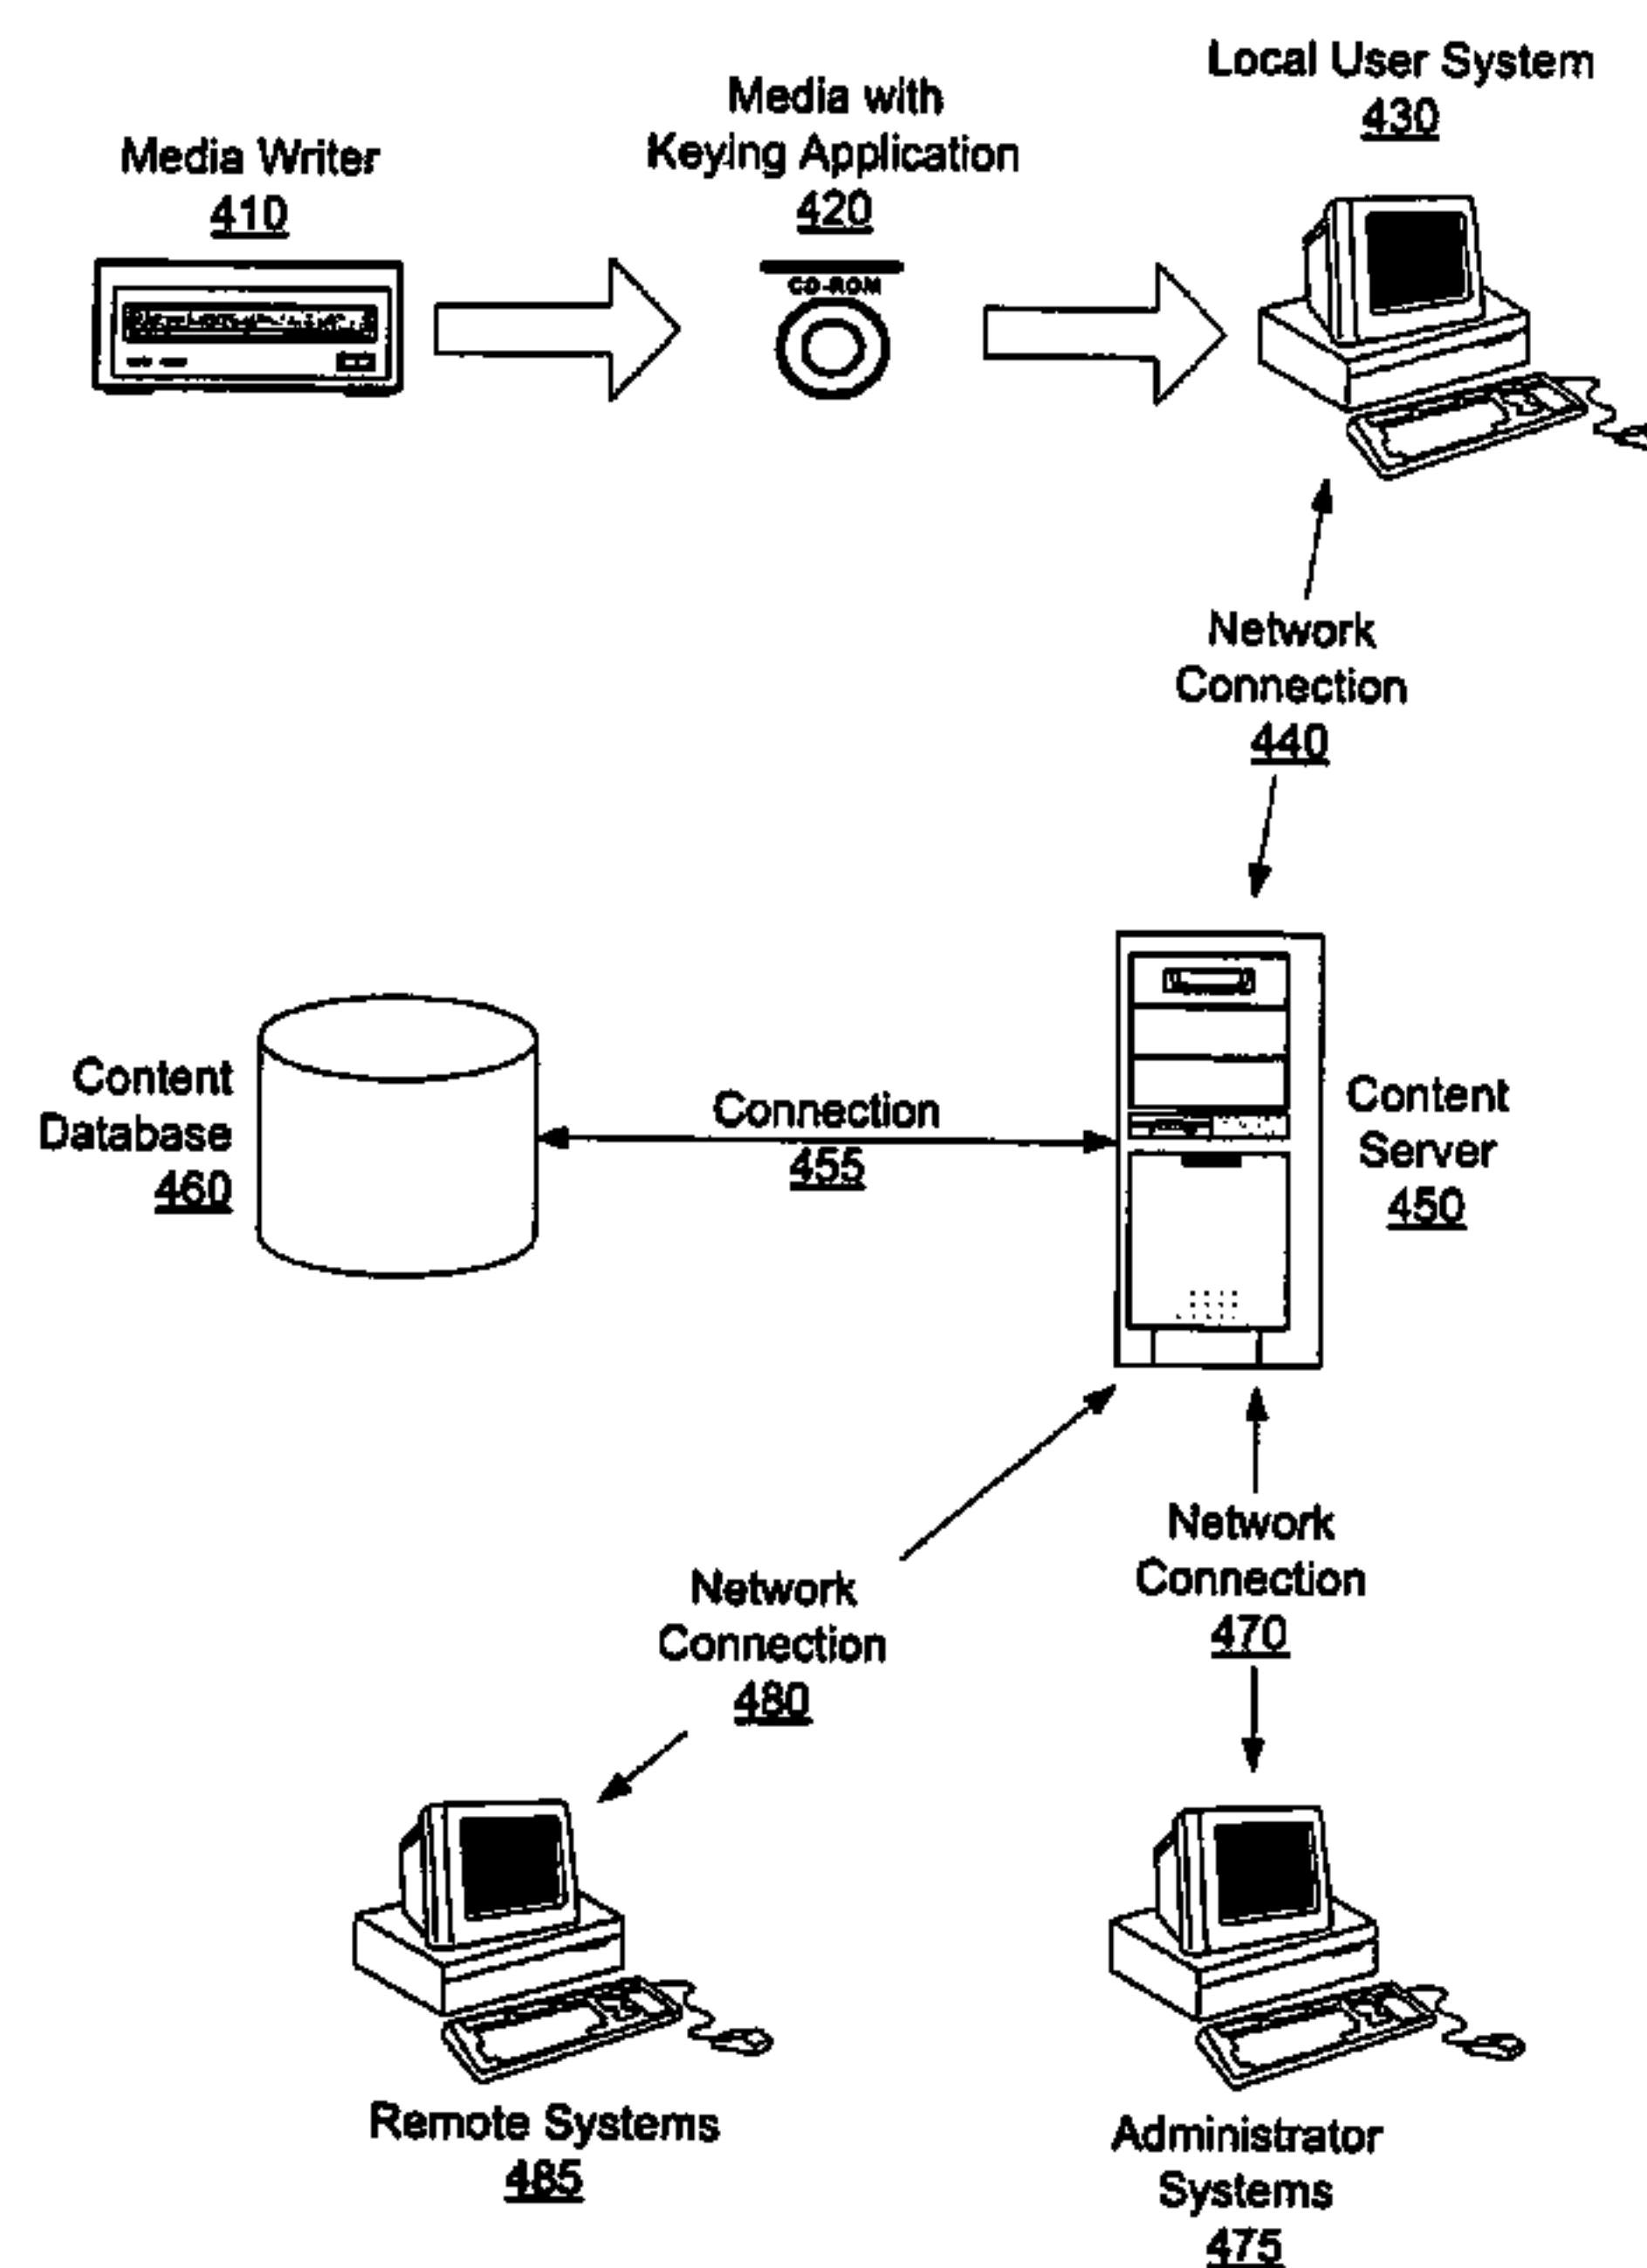 Local User System
430
Media with
Keying Application
420
Media Writer
410
CD-ROM
Network
Connection
440
Content
Database
460
Connection
455
Content
Server
450
Network
Connection
470
Network
Connection
480
Remote Systems
485
Administrator
Systems
475